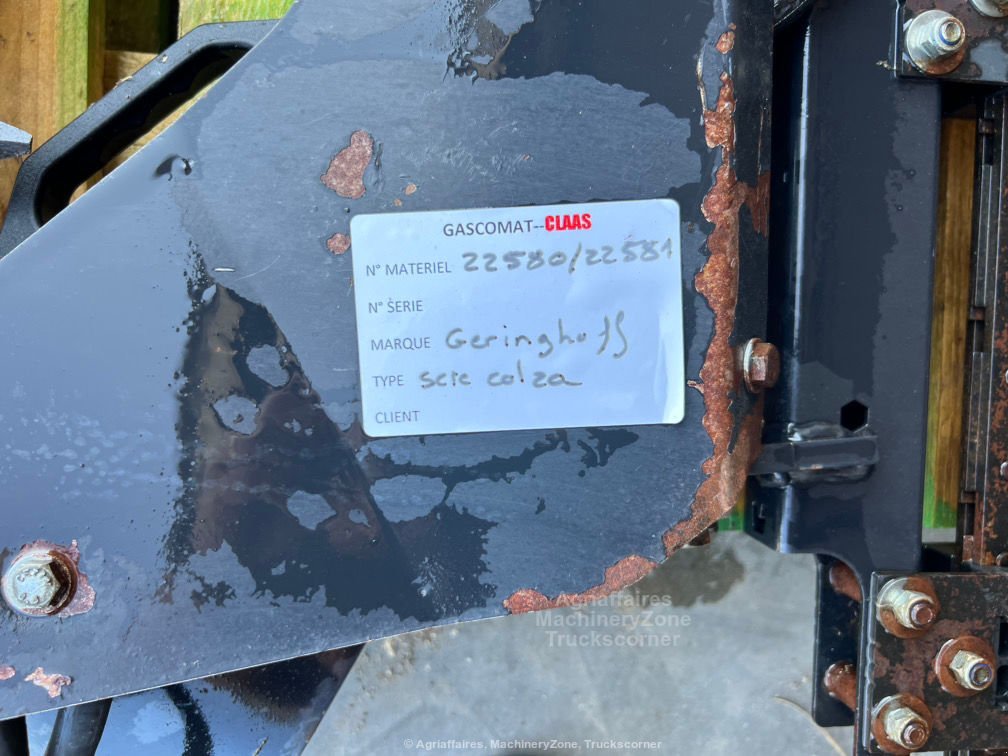 GASCOMAT--CLAAS
N° MATERIEL 22580/22581
N° SERIE
MARQUE Geringhoff
TYPE scie colza
CLIENT
Agriaffaires
MachineryZone
Truckscorner
© Agriaffaires, MachineryZone, Truckscorner